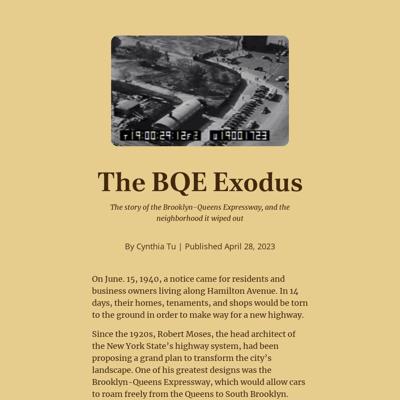 19:00:29:12
19001723
The BQE Exodus
The story of the Brooklyn-Queens Expressway, and the
neighborhood it wiped out
By Cynthia Tu | Published April 28, 2023
On June. 15, 1940, a notice came for residents and
business owners living along Hamilton Avenue. In 14
days, their homes, tenaments, and shops would be torn
to the ground in order to make way for a new highway.
Since the 1920s, Robert Moses, the head architect of
the New York State's highway system, had been
proposing a grand plan to transform the city's
landscape. One of his greatest designs was the
Brooklyn-Queens Expressway, which would allow cars
to roam freely from the Queens to South Brooklyn.